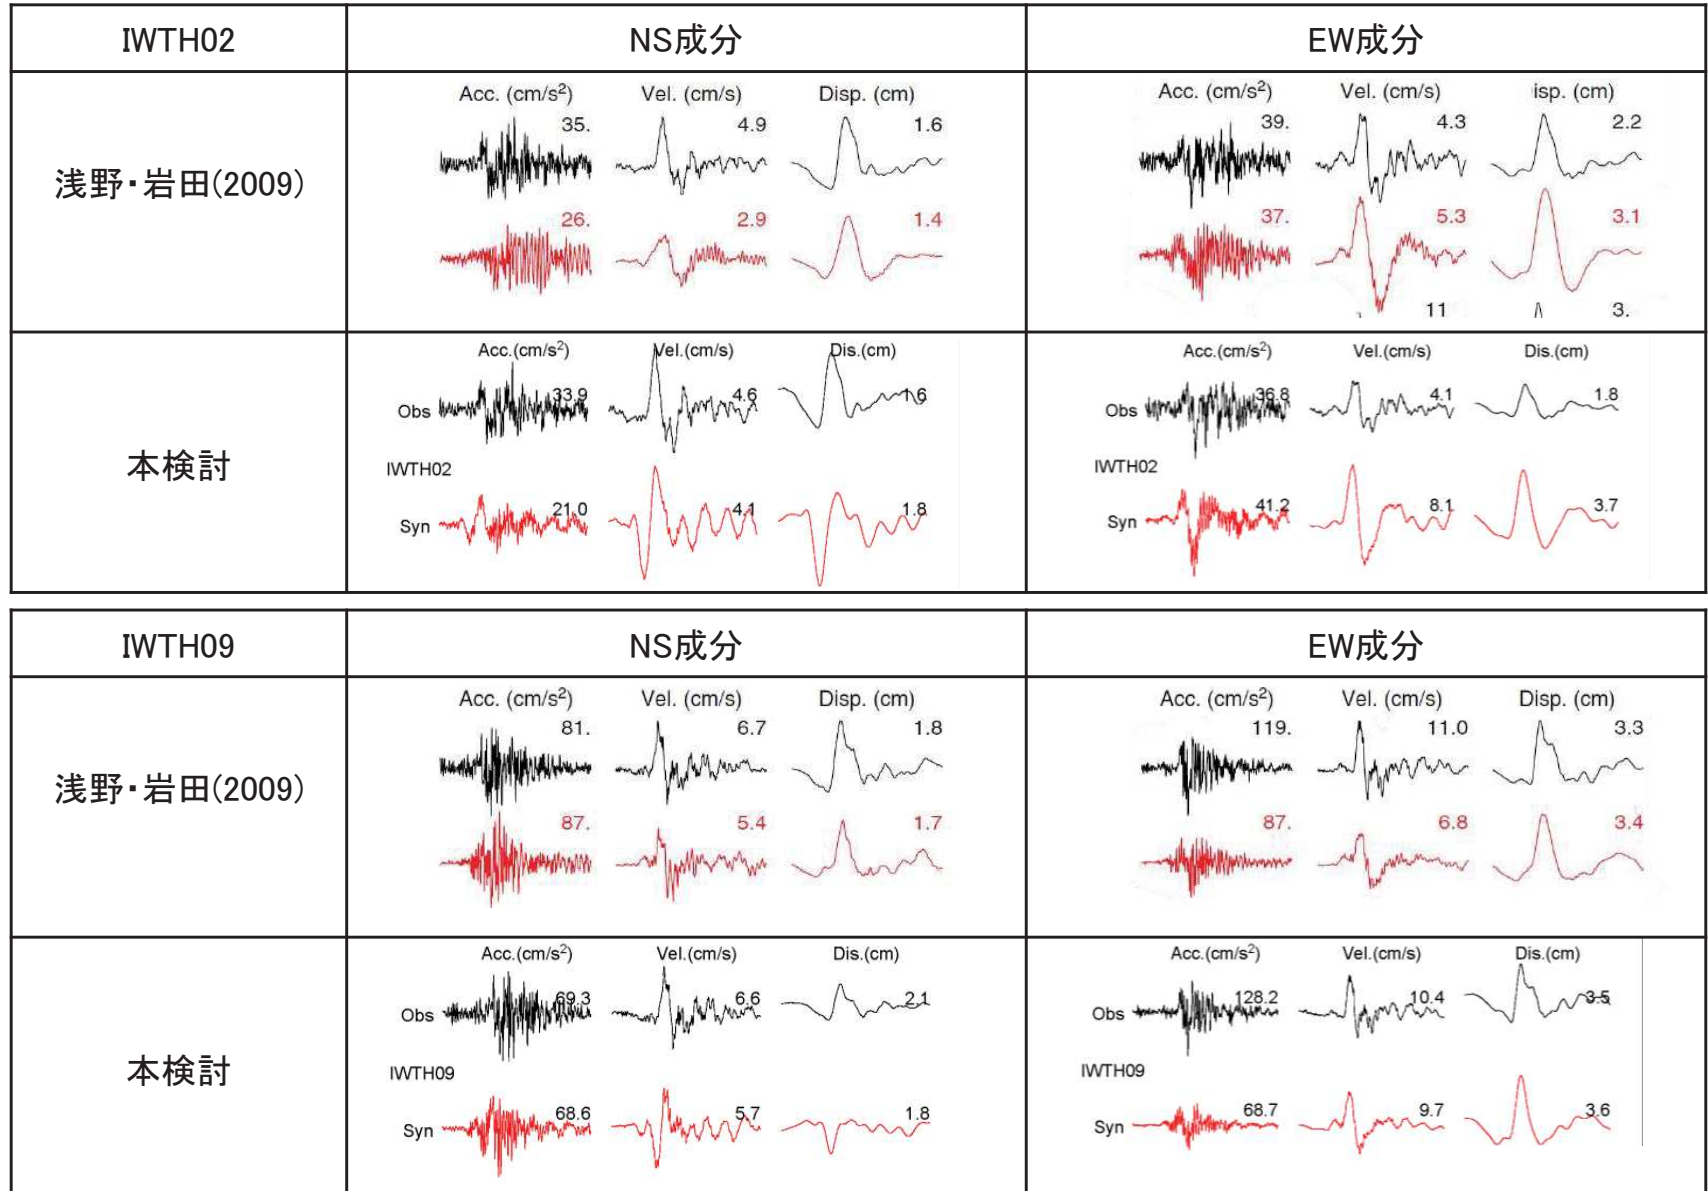 IWTH02 NS成分 EW成分
浅野・岩田(2009)
Acc. (cm/s²) Vel. (cm/s) Disp. (cm)
35. 4.9 1.6
26. 2.9 1.4
Acc. (cm/s²) Vel. (cm/s) isp. (cm)
39. 4.3 2.2
37. 5.3 3.1
11 3.
本検討
Acc.(cm/s²) Vel.(cm/s) Dis.(cm)
Obs 33.9 4.6 1.6
IWTH02
Syn 21.0 4.1 1.8
Acc.(cm/s²) Vel.(cm/s) Dis.(cm)
Obs 36.8 4.1 1.8
IWTH02
Syn 41.2 8.1 3.7
IWTH09 NS成分 EW成分
浅野・岩田(2009)
Acc. (cm/s²) Vel. (cm/s) Disp. (cm)
81. 6.7 1.8
87. 5.4 1.7
Acc. (cm/s²) Vel. (cm/s) Disp. (cm)
119. 11.0 3.3
87. 6.8 3.4
本検討
Acc.(cm/s²) Vel.(cm/s) Dis.(cm)
Obs 69.3 6.6 2.1
IWTH09
Syn 68.6 5.7 1.8
Acc.(cm/s²) Vel.(cm/s) Dis.(cm)
Obs 128.2 10.4 3.5
IWTH09
Syn 68.7 9.7 3.6